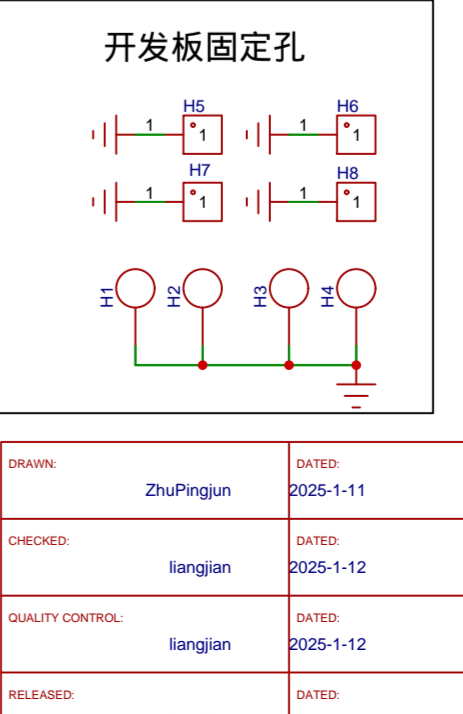 开发板固定孔
H5
H6
1
1
1
1
H7
H8
1
1
1
1
H1
H2
H3
H4
DRAWN:
DATED:
ZhuPingjun
2025-1-11
CHECKED:
DATED:
liangjian
2025-1-12
QUALITY CONTROL:
DATED:
liangjian
2025-1-12
RELEASED:
DATED: